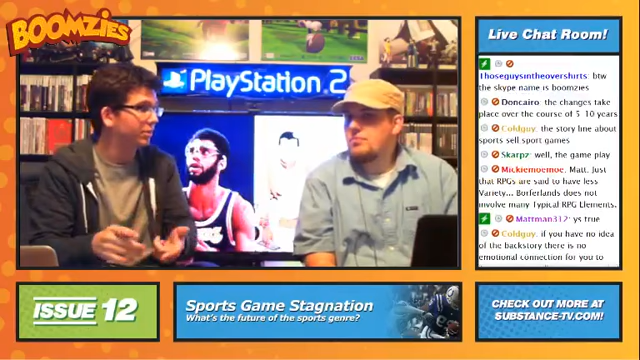 BOOMZIES
PlayStation 2
Live Chat Room!
Thoseguysintheovershirts: btw
the skype name is boomzies
Doncairo: the changes take
place over the course of 5-10 years
Coldguy: the story line about
sports sell sport games
Skarpz: well, the game play
Mickiemoemoe: Matt. Just
that RPGs are said to have less
Variety... Borferlands does not
involve many Typical RPG Elements.
Mattman312: ys true
Coldguy: if you have no idea
of the backstory there is no
emotional connection for you to
ISSUE 12
Sports Game Stagnation
What's the future of the sports genre?
CHECK OUT MORE AT
SUBSTANCE-TV.COM!